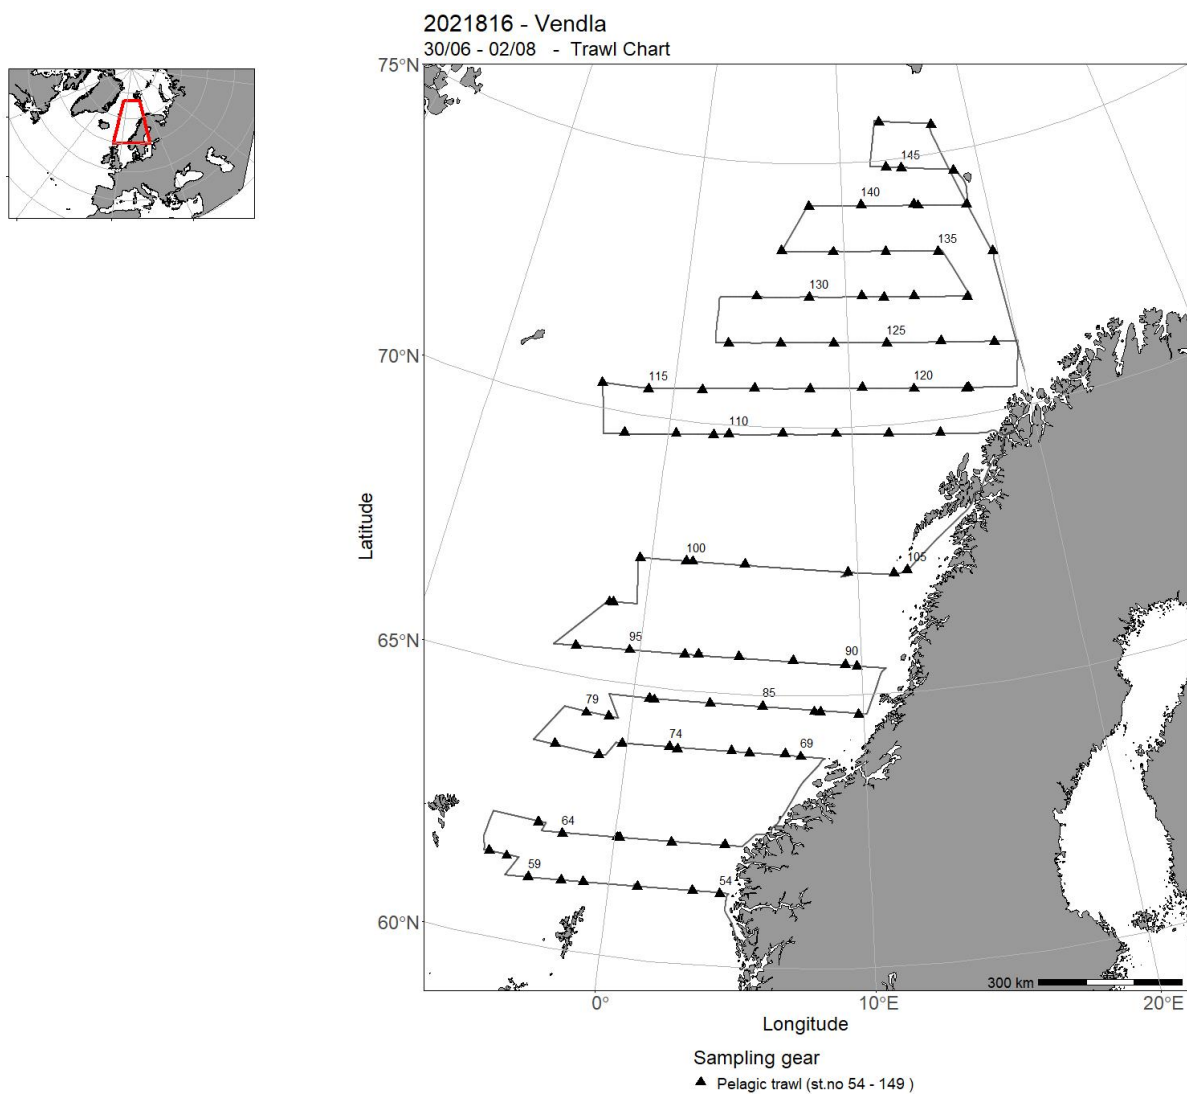 2021816 - Vendla
30/06 - 02/08 - Trawl Chart
75°N
145
140
135
130
70°N
125
115
120
110
Latitude
100
105
65°N
95
90
79
85
74
69
64
59
54
60°N
300 km
0°
10°E
20°E
Longitude
Sampling gear
Pelagic trawl (st.no 54 - 149 )